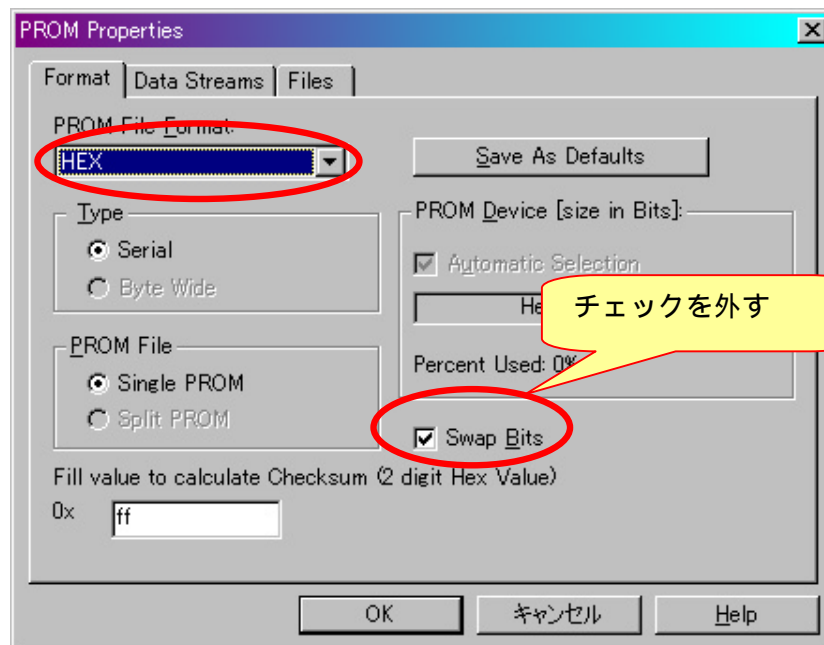 PROM Properties
Format Data Streams Files
PROM File Format:
HEX
Save As Defaults
Type
Serial
Byte Wide
PROM Device [size in Bits]:
Automatic Selection
He
チェックを外す
Percent Used: 0%
PROM File
Single PROM
Split PROM
Swap Bits
Fill value to calculate Checksum (2 digit Hex Value)
0x ff
OK キャンセル Help